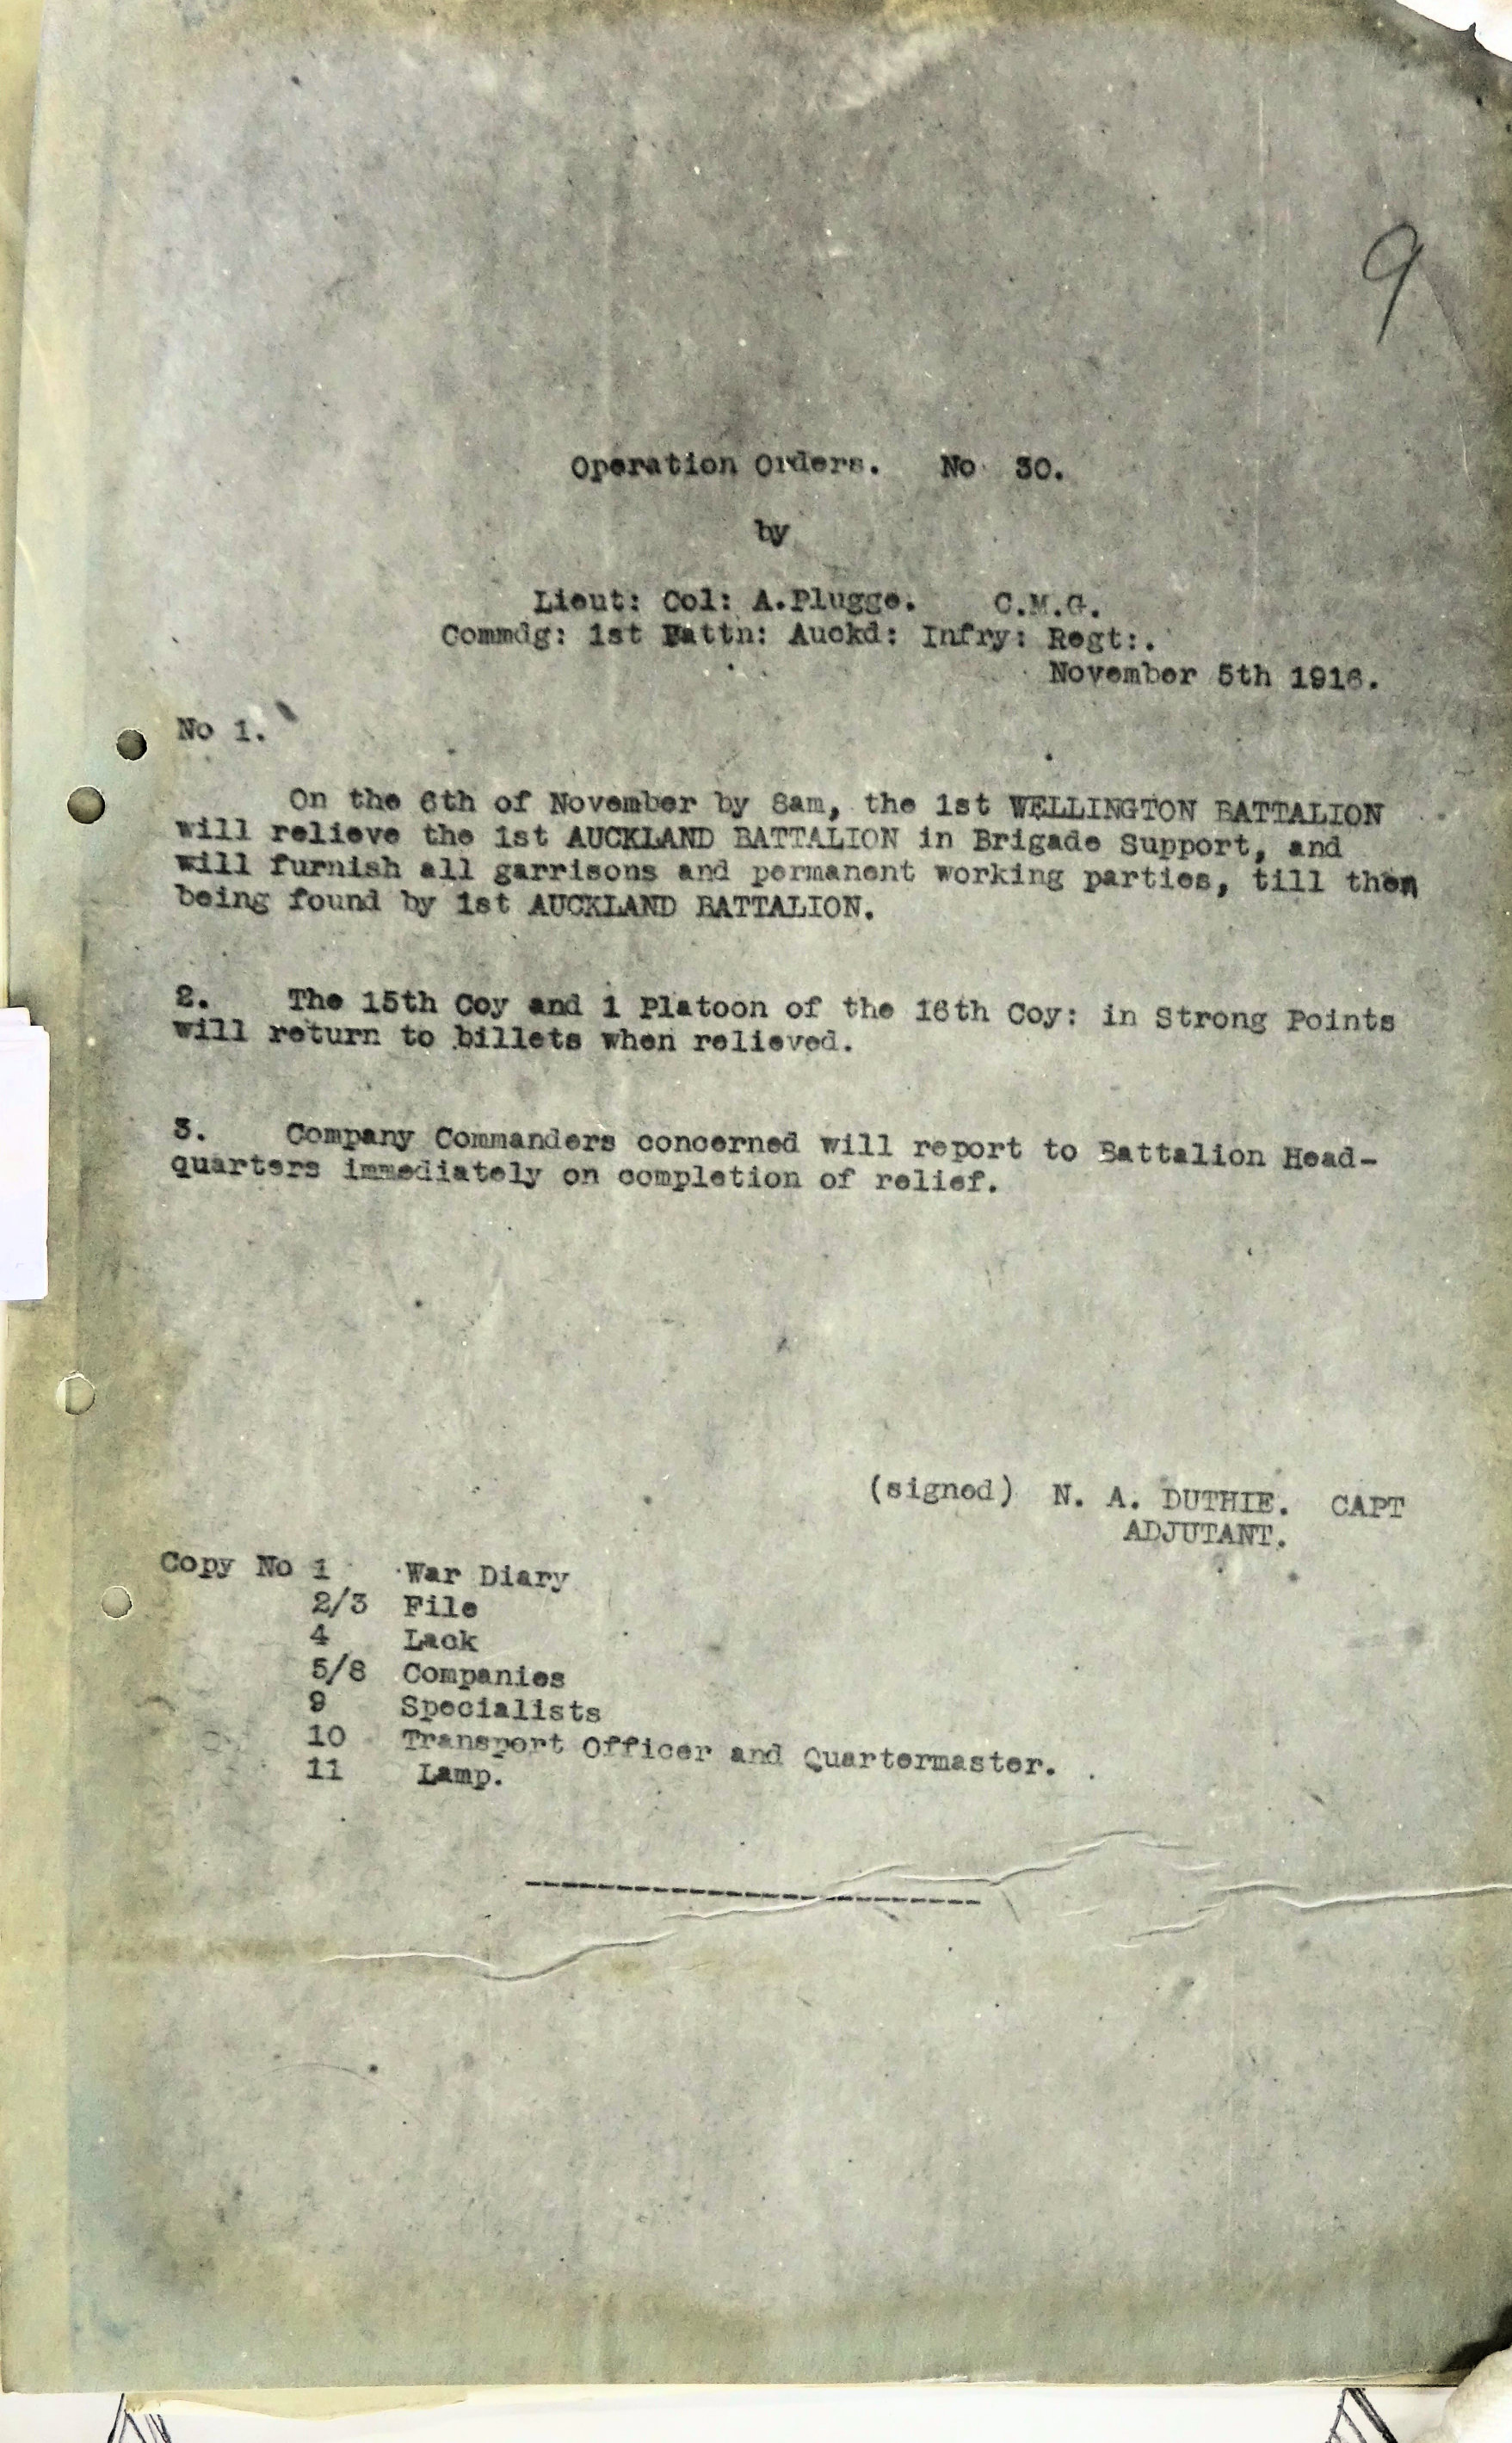 9
Operation Orders. No 30.
by
Lieut: Col: A.Plugge. C.M.G.
Commdg: 1st Battn: Auckd: Infry: Regt:.
November 5th 1916.
No 1.
On the 6th of November by 8am, the 1st WELLINGTON BATTALION
will relieve the 1st AUCKLAND BATTALION in Brigade Support, and
will furnish all garrisons and permanent working parties, till then
being found by 1st AUCKLAND BATTALION.
2. The 15th Coy and 1 Platoon of the 16th Coy: in Strong Points
will return to billets when relieved.
3. Company Commanders concerned will report to Battalion Head-
quarters immediately on completion of relief.
(signed) N. A. DUTHIE. CAPT
ADJUTANT.
Copy No 1 War Diary
2/3 File
4 Lack
5/8 Companies
9 Specialists
10 Transport Officer and Quartermaster.
11 Lamp.